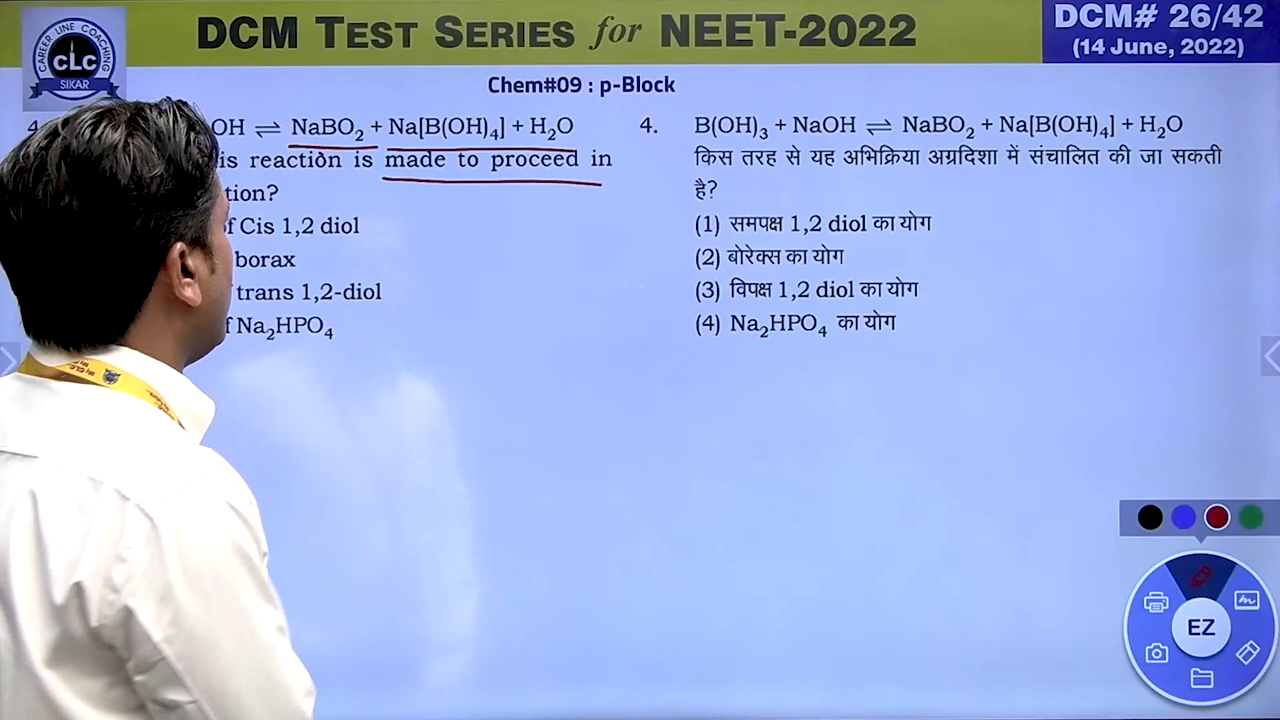 CAREER LINE COACHING
CLC
SIKAR
DCM TEST SERIES for NEET-2022
DCM# 26/42
(14 June, 2022)
Chem#09 : p-Block
OH ⇌ NaBO₂ + Na[B(OH)₄] + H₂O
is reaction is made to proceed in
tion?
f Cis 1,2 diol
borax
trans 1,2-diol
f Na₂HPO₄
4. B(OH)₃ + NaOH ⇌ NaBO₂ + Na[B(OH)₄] + H₂O
किस तरह से यह अभिक्रिया अग्रदिशा में संचालित की जा सकती
है?
(1) समपक्ष 1,2 diol का योग
(2) बोरेक्स का योग
(3) विपक्ष 1,2 diol का योग
(4) Na₂HPO₄ का योग
EZ